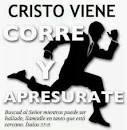 CRISTO VIENE
CORRE
Y
APRESURATE
Buscad al Señor mientras puede ser
hallado, llamadle en tanto que está
cercano. Isaías 55:6